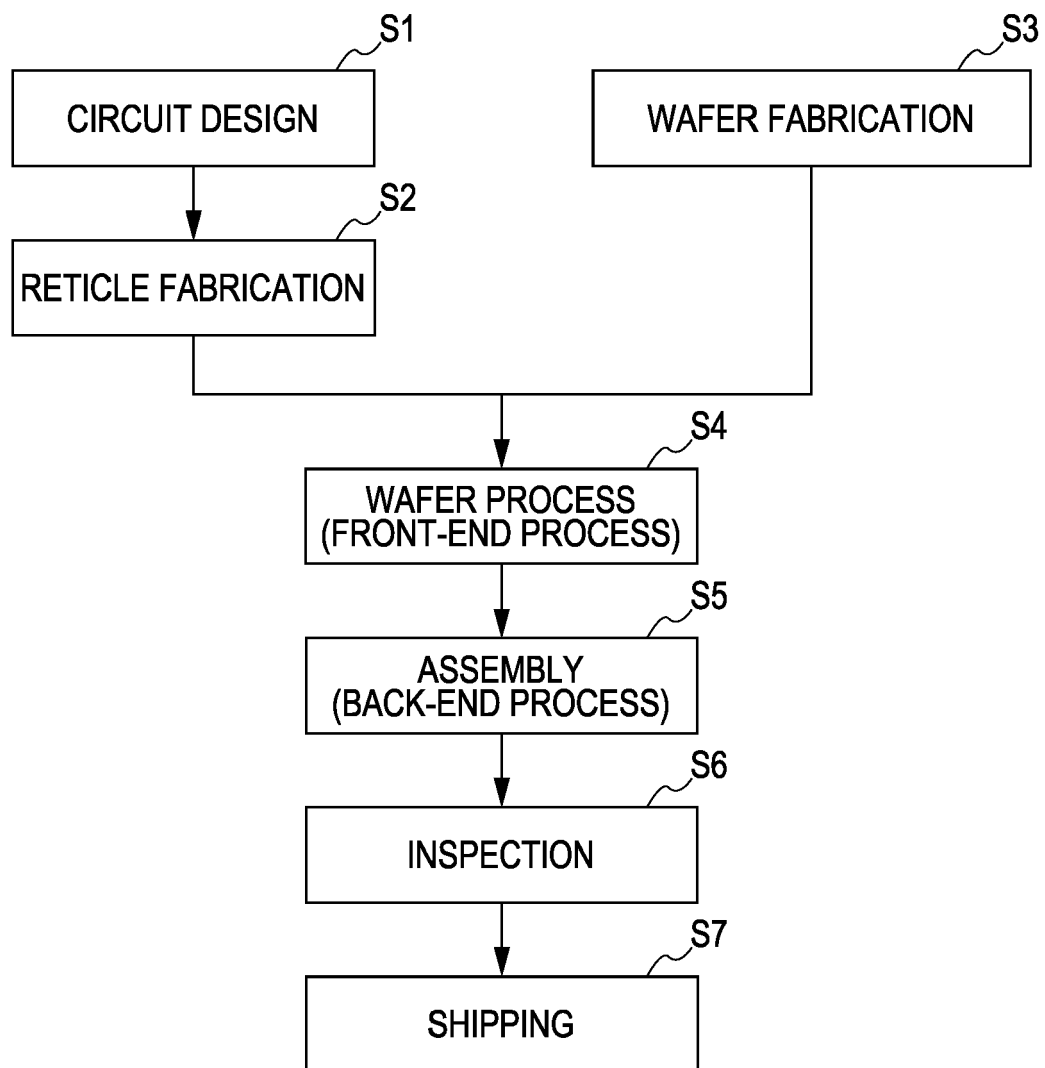 S1
CIRCUIT DESIGN
S3
WAFER FABRICATION
S2
RETICLE FABRICATION
S4
WAFER PROCESS
(FRONT-END PROCESS)
S5
ASSEMBLY
(BACK-END PROCESS)
S6
INSPECTION
S7
SHIPPING